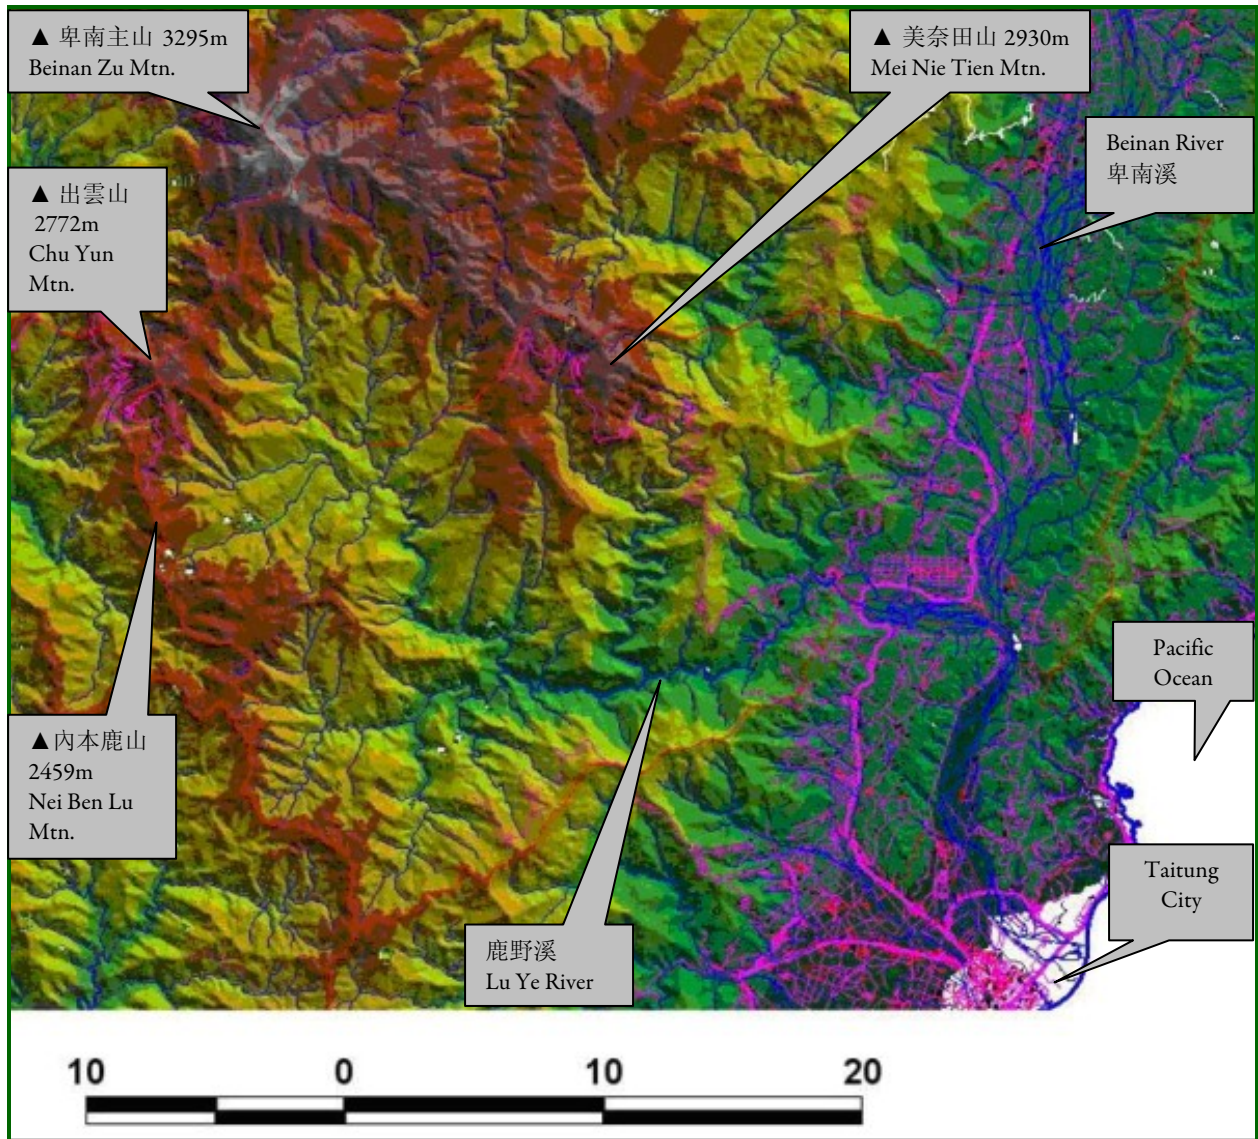 ▲ 卑南主山 3295m
Beinan Zu Mtn.
▲ 美奈田山 2930m
Mei Nie Tien Mtn.
Beinan River
卑南溪
▲ 出雲山
2772m
Chu Yun
Mtn.
Pacific
Ocean
▲內本鹿山
2459m
Nei Ben Lu
Mtn.
Taitung
City
鹿野溪
Lu Ye River
10 0 10 20